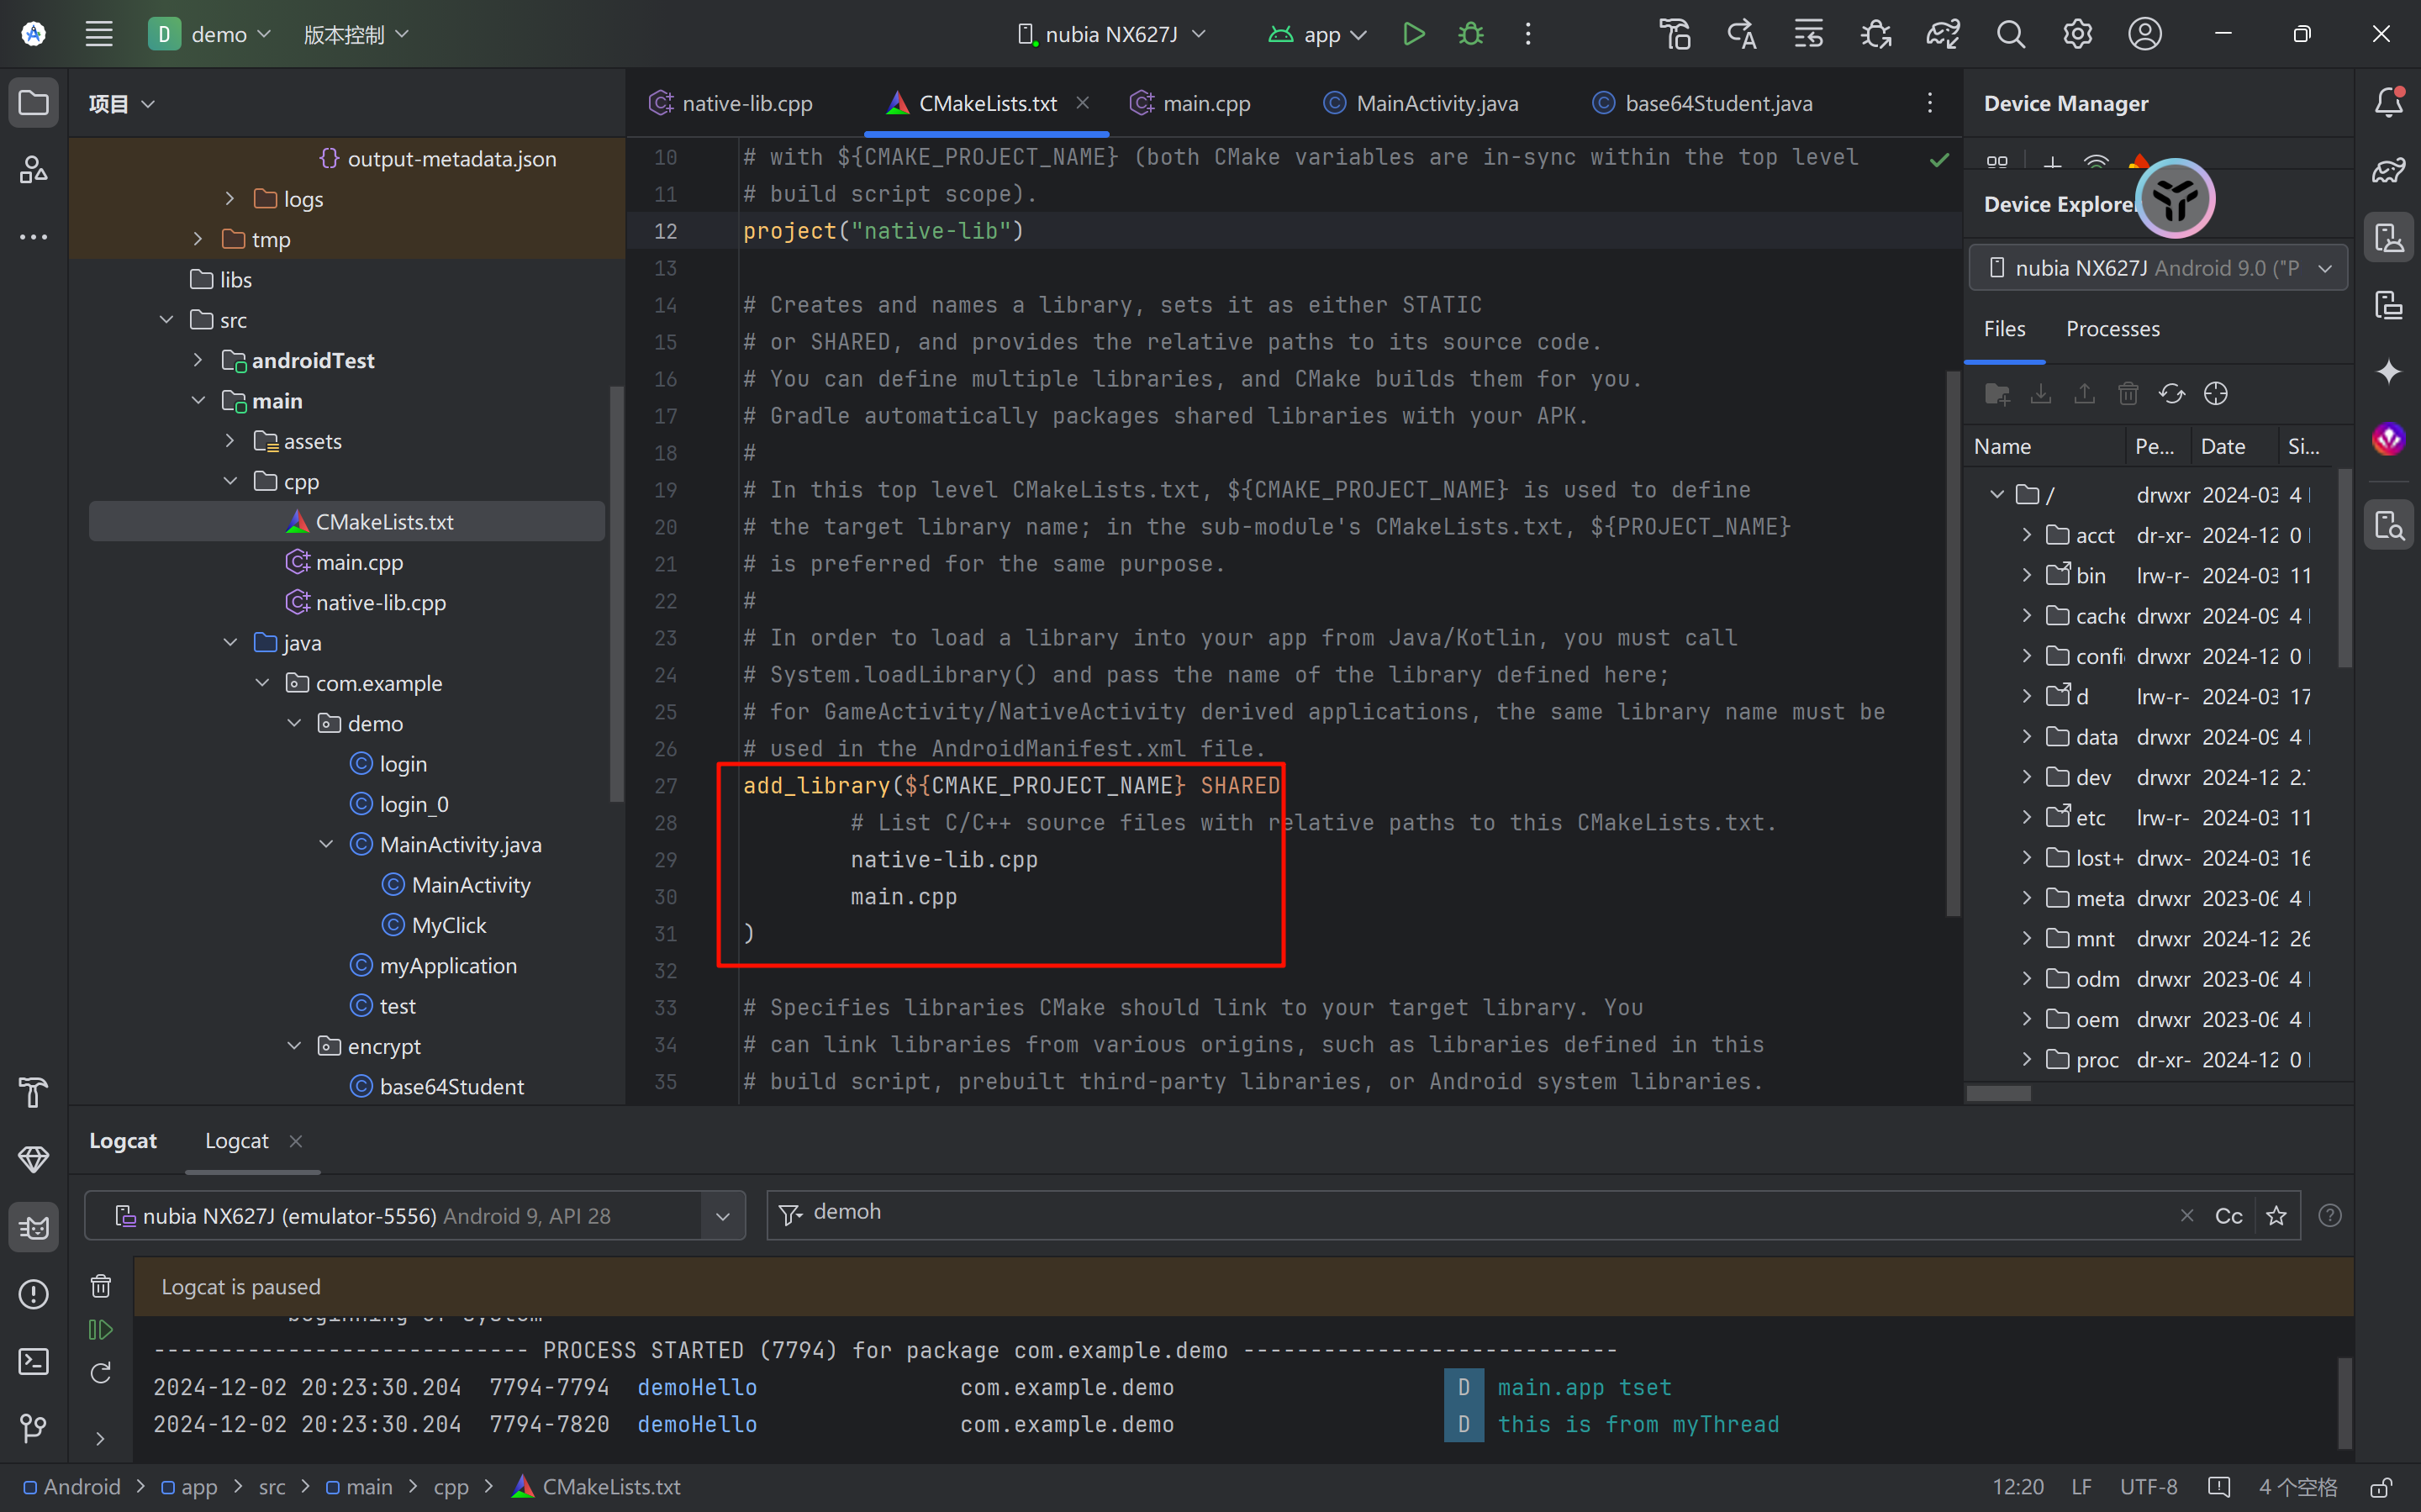 D demo 版本控制 nubia NX627J app
项目
output-metadata.json
logs
tmp
libs
src
androidTest
main
assets
cpp
CMakeLists.txt
main.cpp
native-lib.cpp
java
com.example
demo
login
login_0
MainActivity.java
MainActivity
MyClick
myApplication
test
encrypt
base64Student
native-lib.cpp CMakeLists.txt main.cpp MainActivity.java base64Student.java
10 # with ${CMAKE_PROJECT_NAME} (both CMake variables are in-sync within the top level
11 # build script scope).
12 project("native-lib")
13
14 # Creates and names a library, sets it as either STATIC
15 # or SHARED, and provides the relative paths to its source code.
16 # You can define multiple libraries, and CMake builds them for you.
17 # Gradle automatically packages shared libraries with your APK.
18 #
19 # In this top level CMakeLists.txt, ${CMAKE_PROJECT_NAME} is used to define
20 # the target library name; in the sub-module's CMakeLists.txt, ${PROJECT_NAME}
21 # is preferred for the same purpose.
22 #
23 # In order to load a library into your app from Java/Kotlin, you must call
24 # System.loadLibrary() and pass the name of the library defined here;
25 # for GameActivity/NativeActivity derived applications, the same library name must be
26 # used in the AndroidManifest.xml file.
27 add_library(${CMAKE_PROJECT_NAME} SHARED
28 # List C/C++ source files with relative paths to this CMakeLists.txt.
29 native-lib.cpp
30 main.cpp
31 )
32
33 # Specifies libraries CMake should link to your target library. You
34 # can link libraries from various origins, such as libraries defined in this
35 # build script, prebuilt third-party libraries, or Android system libraries.
Device Manager
Device Explorer
nubia NX627J Android 9.0 ("P
Files Processes
Name Pe... Date Si...
/ drwxr 2024-03 4
acct dr-xr- 2024-12 0
bin lrw-r- 2024-03 11
cache drwxr 2024-09 4
confi drwxr 2024-12 0
d lrw-r- 2024-03 17
data drwxr 2024-09 4
dev drwxr 2024-12 2.
etc lrw-r- 2024-03 11
lost+ drwx- 2024-03 16
meta drwxr 2023-06 4
mnt drwxr 2024-12 26
odm drwxr 2023-06 4
oem drwxr 2023-06 4
proc dr-xr- 2024-12 0
Logcat Logcat
nubia NX627J (emulator-5556) Android 9, API 28
demoh Cc
Logcat is paused
beginning of system
---------------------------- PROCESS STARTED (7794) for package com.example.demo ----------------------------
2024-12-02 20:23:30.204 7794-7794 demoHello com.example.demo D main.app tset
2024-12-02 20:23:30.204 7794-7820 demoHello com.example.demo D this is from myThread
Android > app > src > main > cpp > CMakeLists.txt
12:20 LF UTF-8 4 个空格